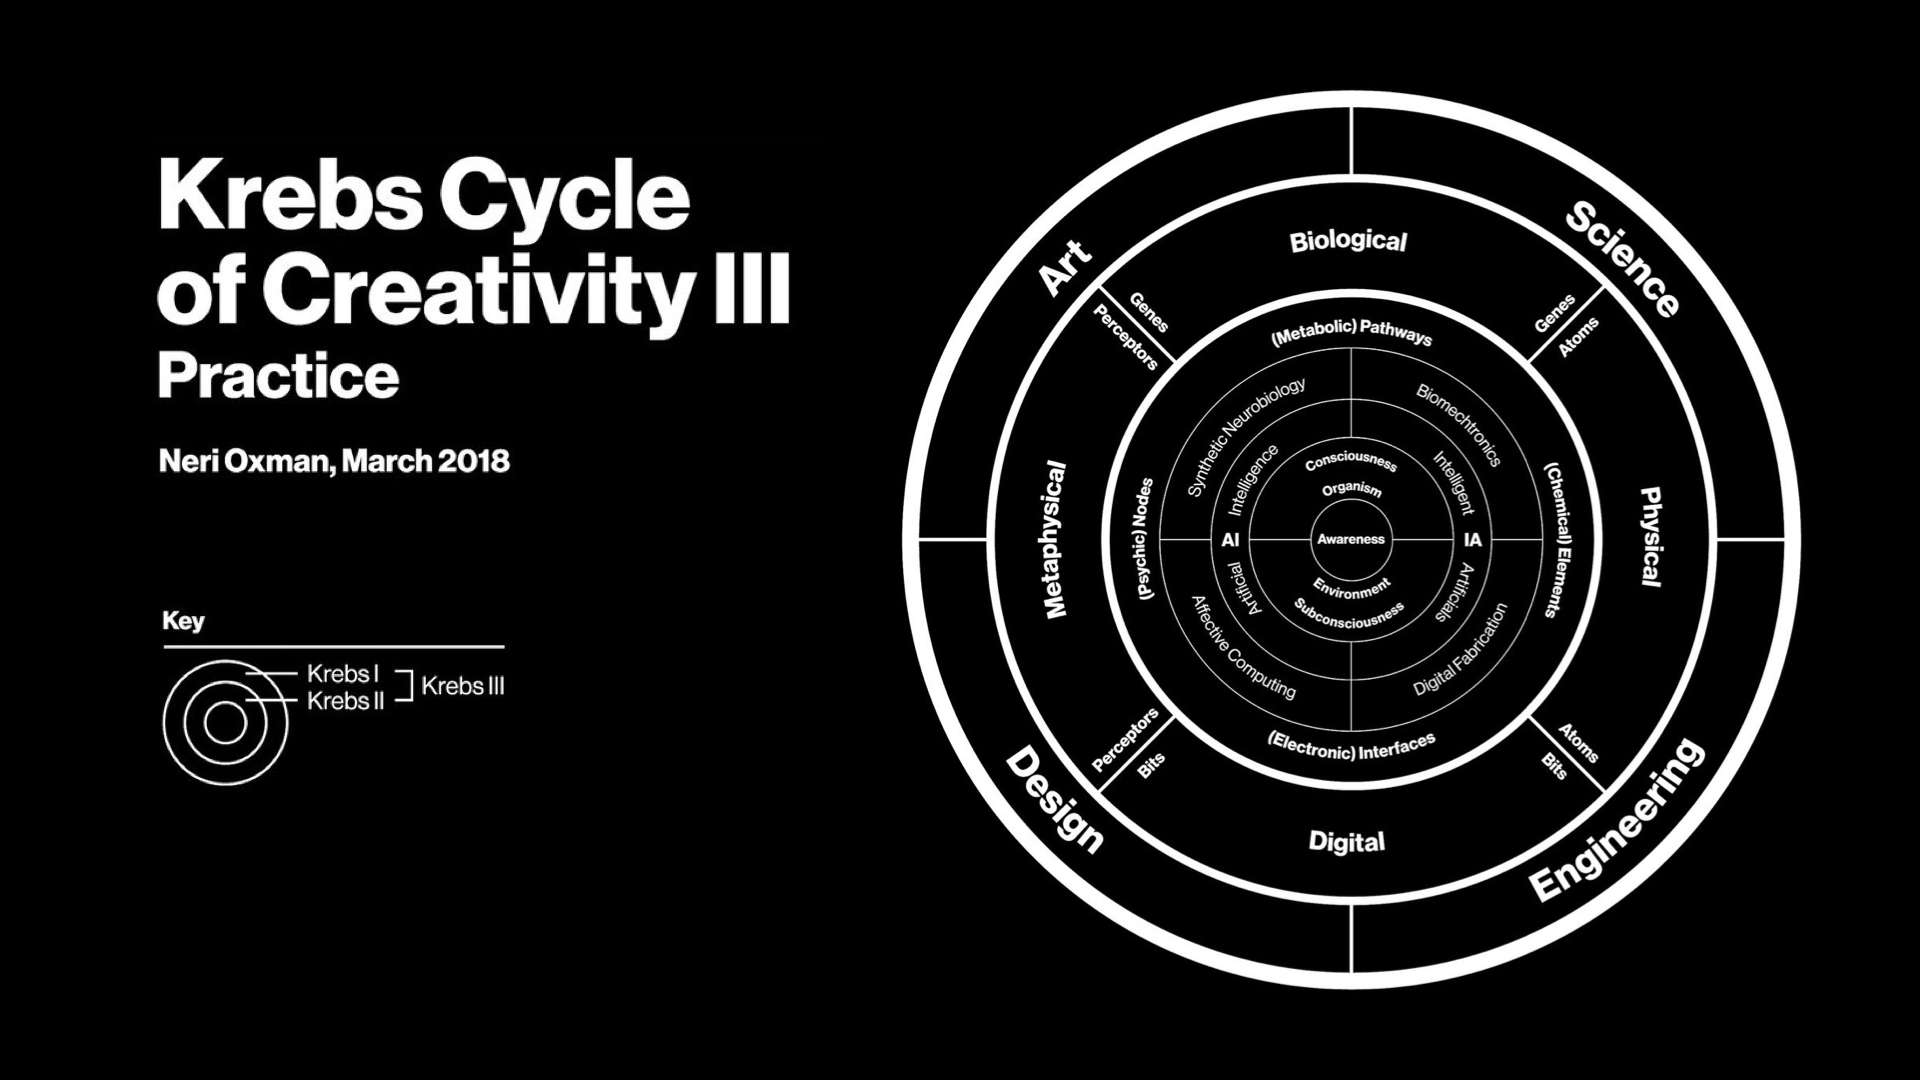 Krebs Cycle
of Creativity III
Practice
Neri Oxman, March 2018
Key
Krebs I
Krebs II
Krebs III
Art
Science
Engineering
Design
Biological
Physical
Digital
Metaphysical
Genes
Perceptors
Genes
Atoms
Atoms
Bits
Perceptors
Bits
(Metabolic) Pathways
(Chemical) Elements
(Electronic) Interfaces
(Psychic) Nodes
Synthetic Neurobiology
Biomechtronics
Digital Fabrication
Affective Computing
Intelligence
Intelligent
AI
IA
Artificial
Artificials
Consciousness
Organism
Awareness
Environment
Subconsciousness